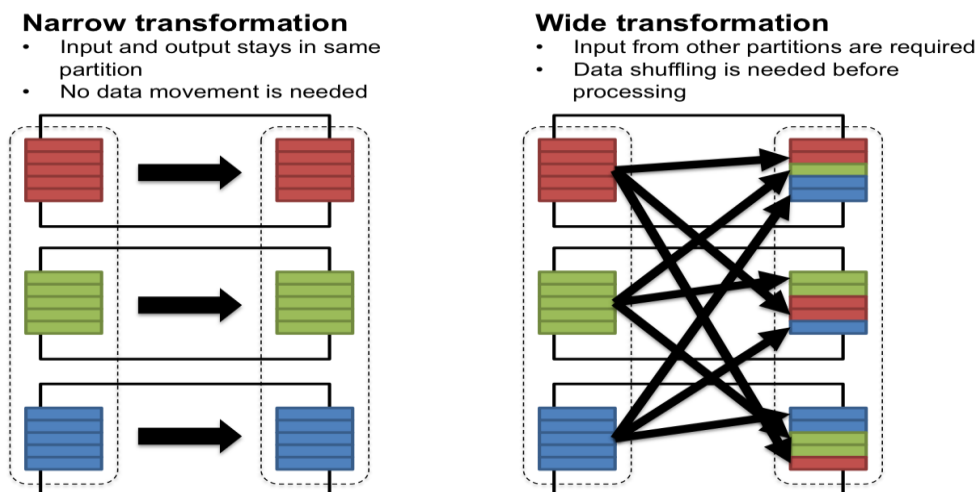 Narrow transformation
• Input and output stays in same
partition
• No data movement is needed
Wide transformation
• Input from other partitions are required
• Data shuffling is needed before
processing